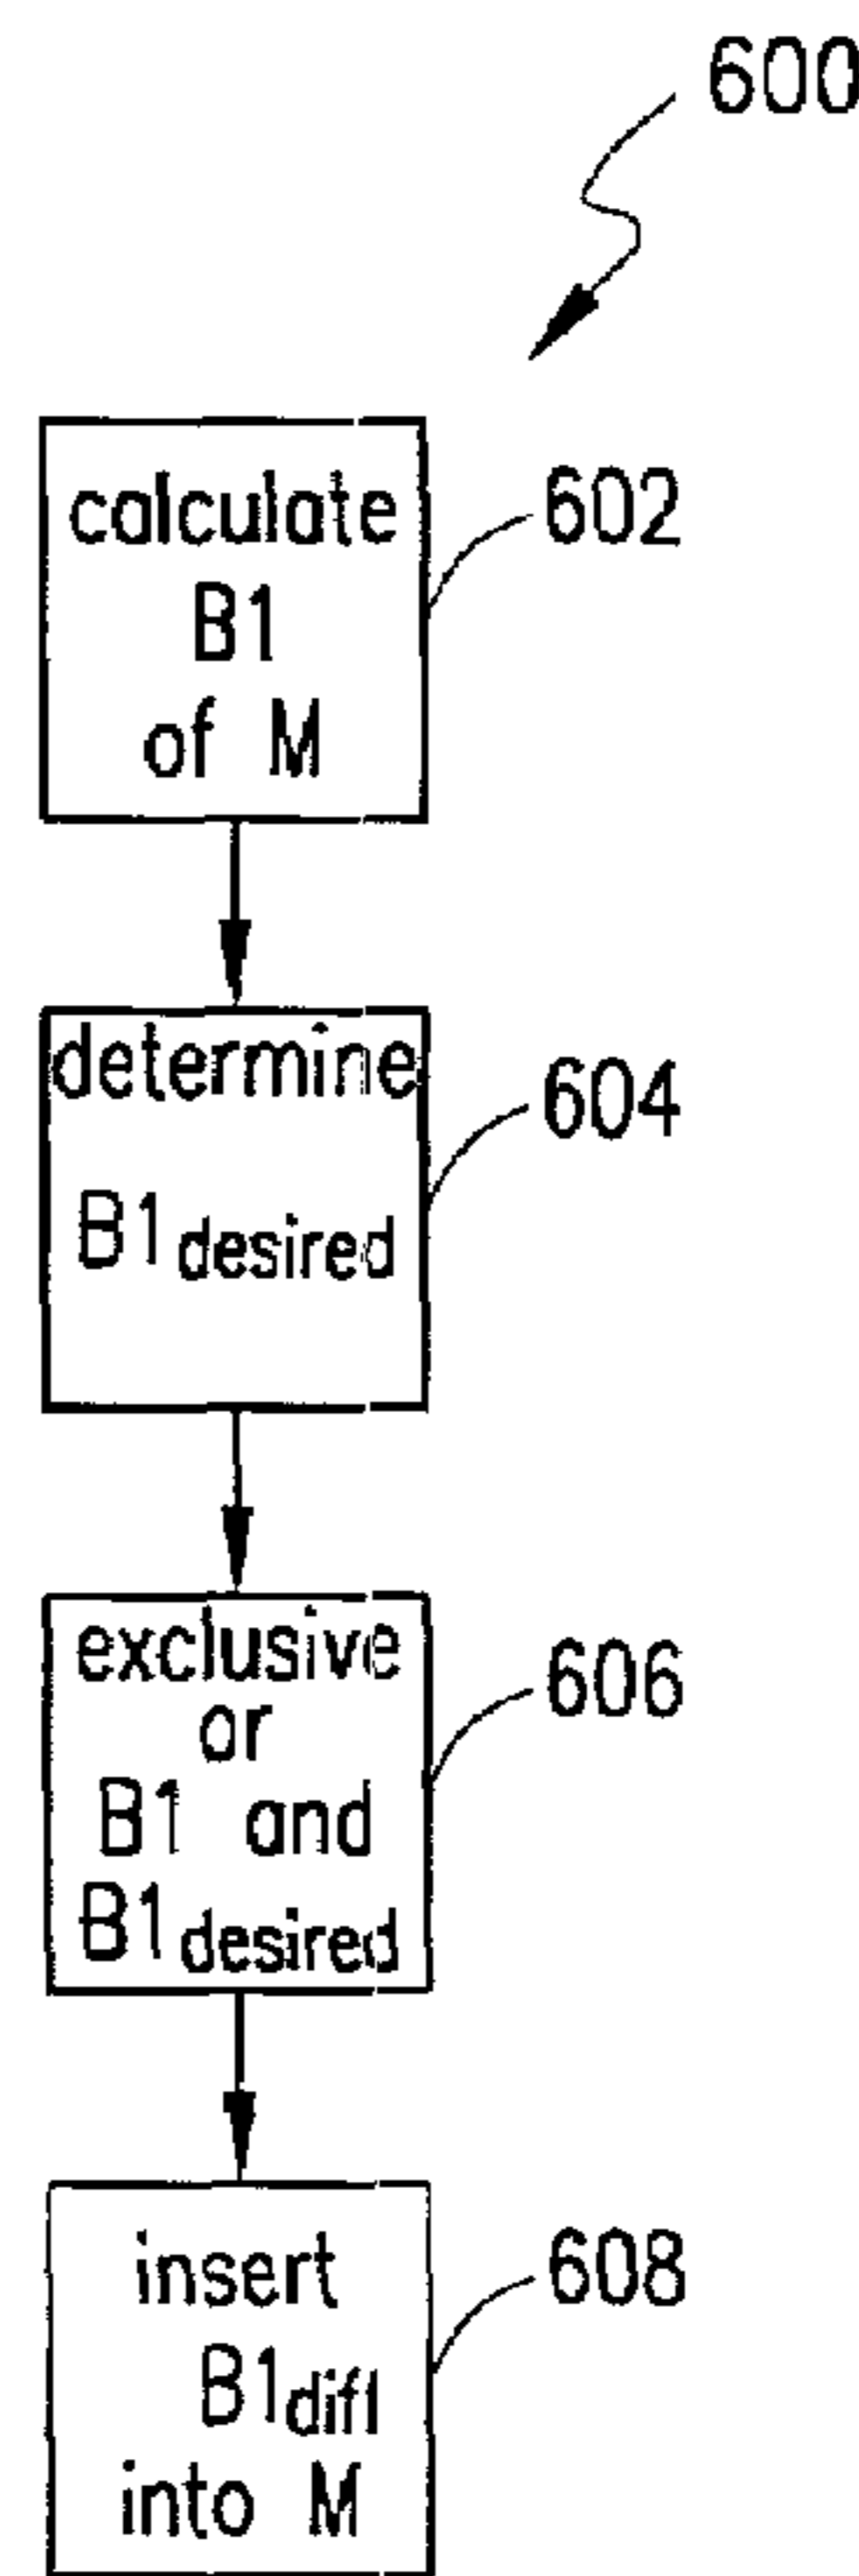 600
calculate
B1
of M
602
determine
B1desired
604
exclusive
or
B1 and
B1desired
606
insert
B1diff
into M
608